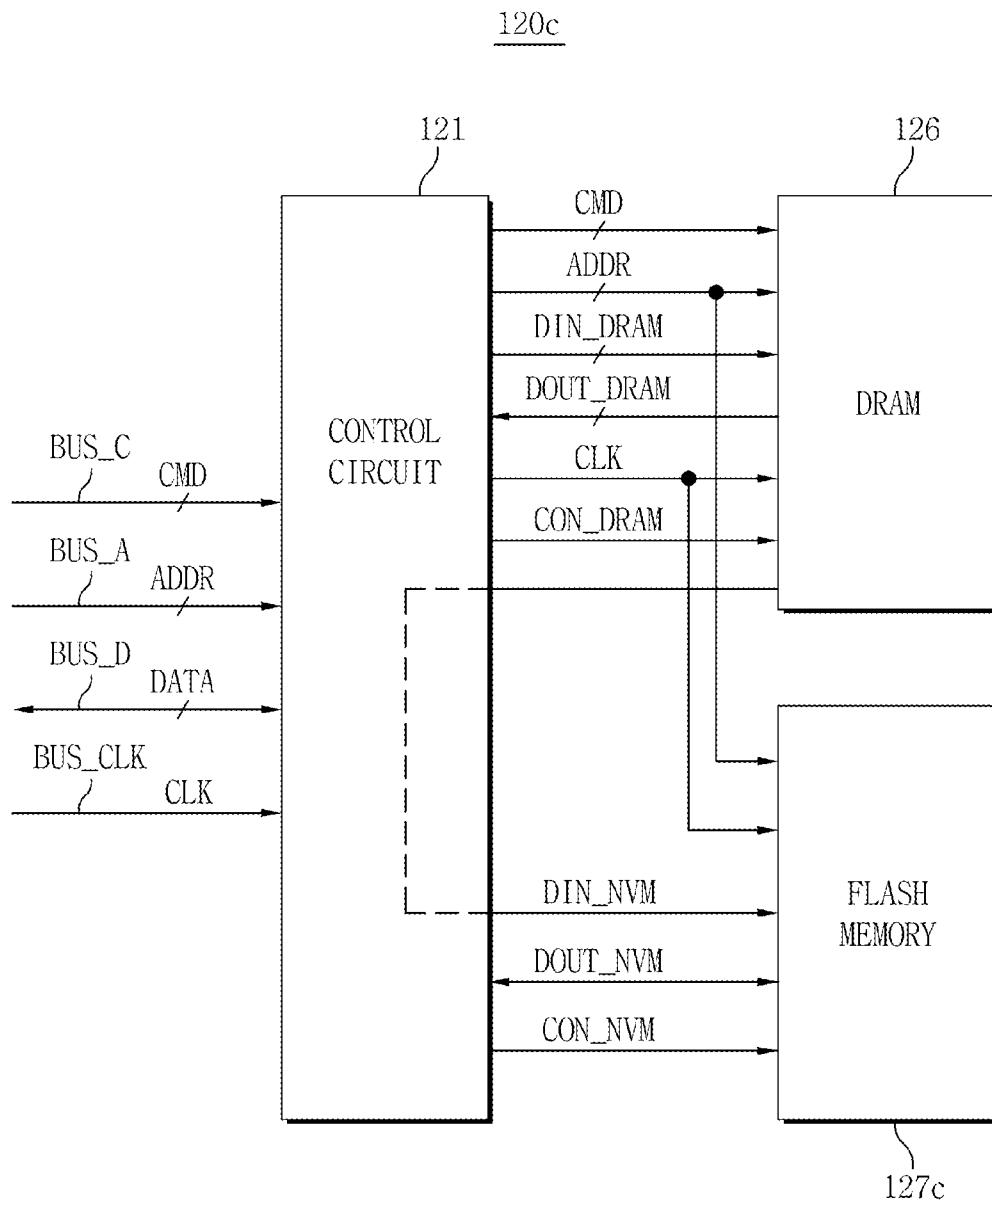 120c
121
126
CMD
ADDR
DIN_DRAM
DOUT_DRAM
CLK
CON_DRAM
CONTROL
CIRCUIT
DRAM
BUS_C
CMD
BUS_A
ADDR
BUS_D
DATA
BUS_CLK
CLK
DIN_NVM
DOUT_NVM
CON_NVM
FLASH
MEMORY
127c